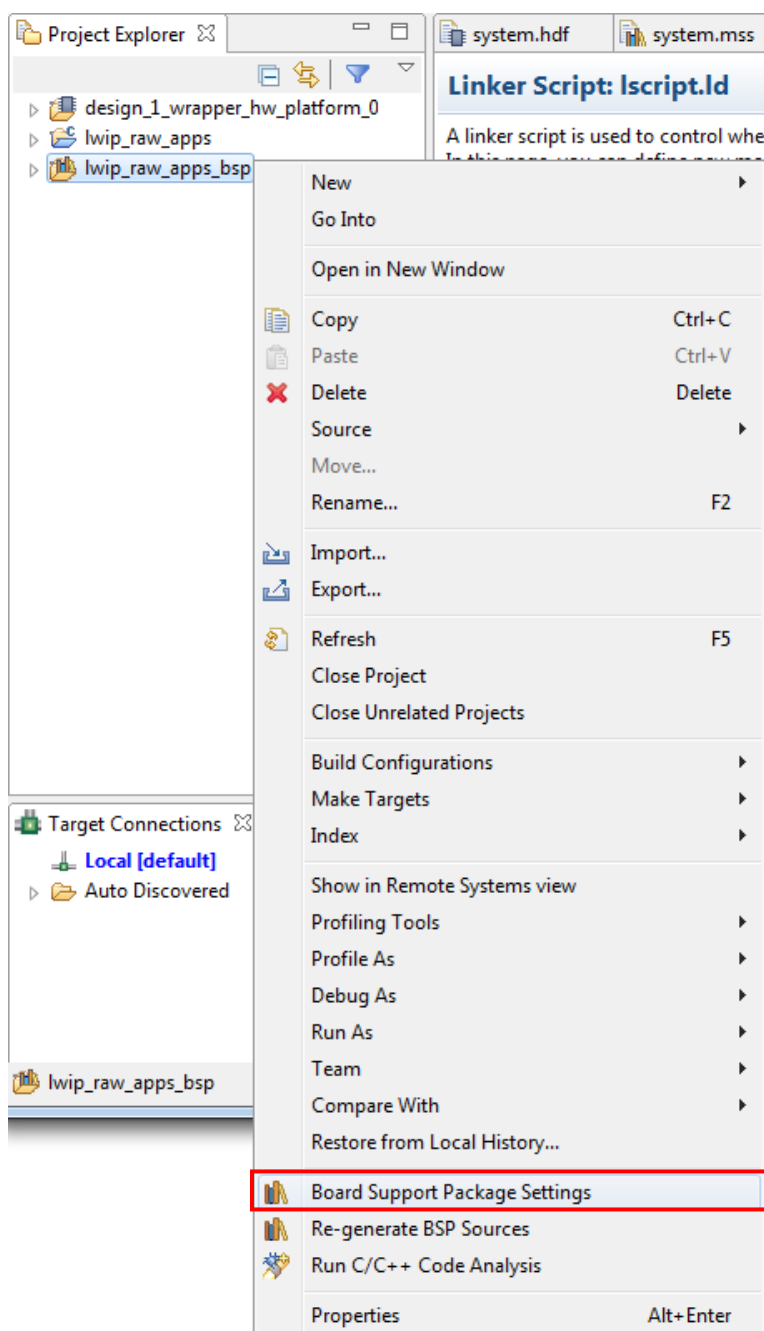 Project Explorer
system.hdf
system.mss
Linker Script: lscript.ld
design_1_wrapper_hw_platform_0
lwip_raw_apps
A linker script is used to control whe
lwip_raw_apps_bsp
New
Go Into
Open in New Window
Copy Ctrl+C
Paste Ctrl+V
Delete Delete
Source
Move...
Rename... F2
Import...
Export...
Refresh F5
Close Project
Close Unrelated Projects
Build Configurations
Make Targets
Index
Target Connections
Local [default]
Auto Discovered
Show in Remote Systems view
Profiling Tools
Profile As
Debug As
Run As
Team
lwip_raw_apps_bsp
Compare With
Restore from Local History...
Board Support Package Settings
Re-generate BSP Sources
Run C/C++ Code Analysis
Properties Alt+Enter